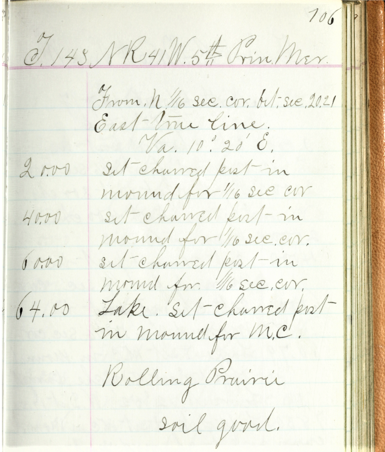 106
T. 143 N R 41 W. 5th Prin Mer.
From N 1/16 sec. cor. bet. sec. 20.21
East true line.
Va. 10° 20' E.
20.00 set charred post in
mound for 1/16 sec cor
40.00 set charred post in
mound for 1/16 sec. cor.
60.00 set charred post in
mound for 1/16 sec. cor.
64.00 Lake. Set charred post
in mound for M.C.
Rolling Prairie
soil good.